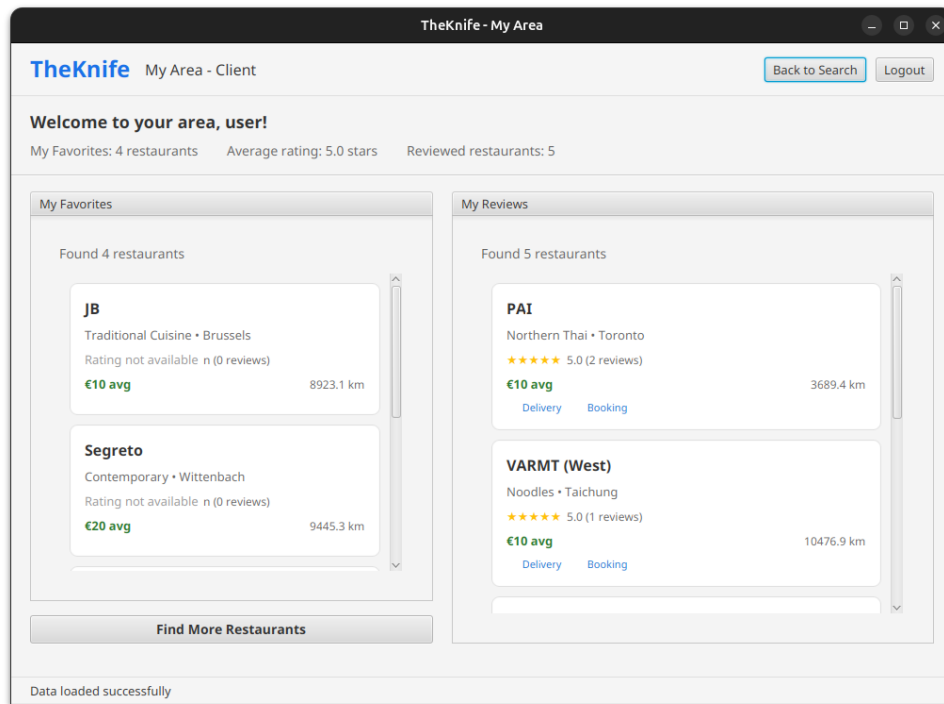 TheKnife - My Area
TheKnife My Area - Client Back to Search Logout
Welcome to your area, user!
My Favorites: 4 restaurants Average rating: 5.0 stars Reviewed restaurants: 5
My Favorites
Found 4 restaurants
JB
Traditional Cuisine • Brussels
Rating not available n (0 reviews)
€10 avg 8923.1 km
Segreto
Contemporary • Wittenbach
Rating not available n (0 reviews)
€20 avg 9445.3 km
Find More Restaurants
My Reviews
Found 5 restaurants
PAI
Northern Thai • Toronto
★★★★★ 5.0 (2 reviews)
€10 avg 3689.4 km
Delivery Booking
VARMT (West)
Noodles • Taichung
★★★★★ 5.0 (1 reviews)
€10 avg 10476.9 km
Delivery Booking
Data loaded successfully